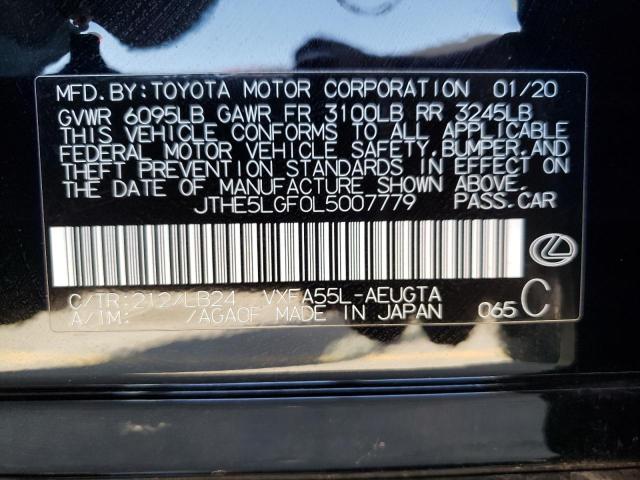 MFD. BY: TOYOTA MOTOR CORPORATION 01/20
GVWR 6095LB GAWR FR 3100LB RR 3245LB
THIS VEHICLE CONFORMS TO ALL APPLICABLE
FEDERAL MOTOR VEHICLE SAFETY, BUMPER, AND
THEFT PREVENTION STANDARDS IN EFFECT ON
THE DATE OF MANUFACTURE SHOWN ABOVE.
JTHE5LGF0L5007779 PASS. CAR
C/TR: 212/LB24 VXFA55L-AEUGTA
A/IM: /AGA0F MADE IN JAPAN 065 C